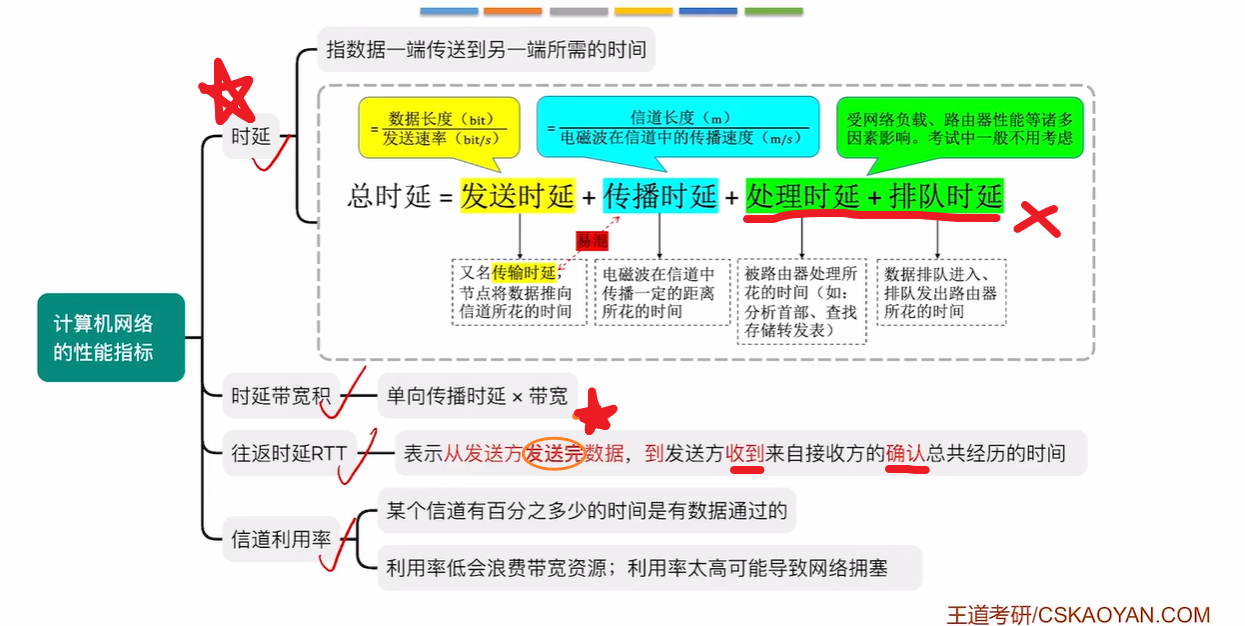 指数据一端传送到另一端所需的时间
时延
=数据长度（bit）
发送速率（bit/s）
=信道长度（m）
电磁波在信道中的传播速度（m/s）
受网络负载、路由器性能等诸多
因素影响。考试中一般不用考虑
总时延 = 发送时延 + 传播时延 + 处理时延 + 排队时延
易混
又名传输时延，
节点将数据推向
信道所花的时间
电磁波在信道中
传播一定的距离
所花的时间
被路由器处理所
花的时间（如：
分析首部、查找
存储转发表）
数据排队进入、
排队发出路由器
所花的时间
计算机网络
的性能指标
时延带宽积
单向传播时延 × 带宽
往返时延RTT
表示从发送方发送完数据，到发送方收到来自接收方的确认总共经历的时间
信道利用率
某个信道有百分之多少的时间是有数据通过的
利用率低会浪费带宽资源；利用率太高可能导致网络拥塞
王道考研/CSKAOYAN.COM